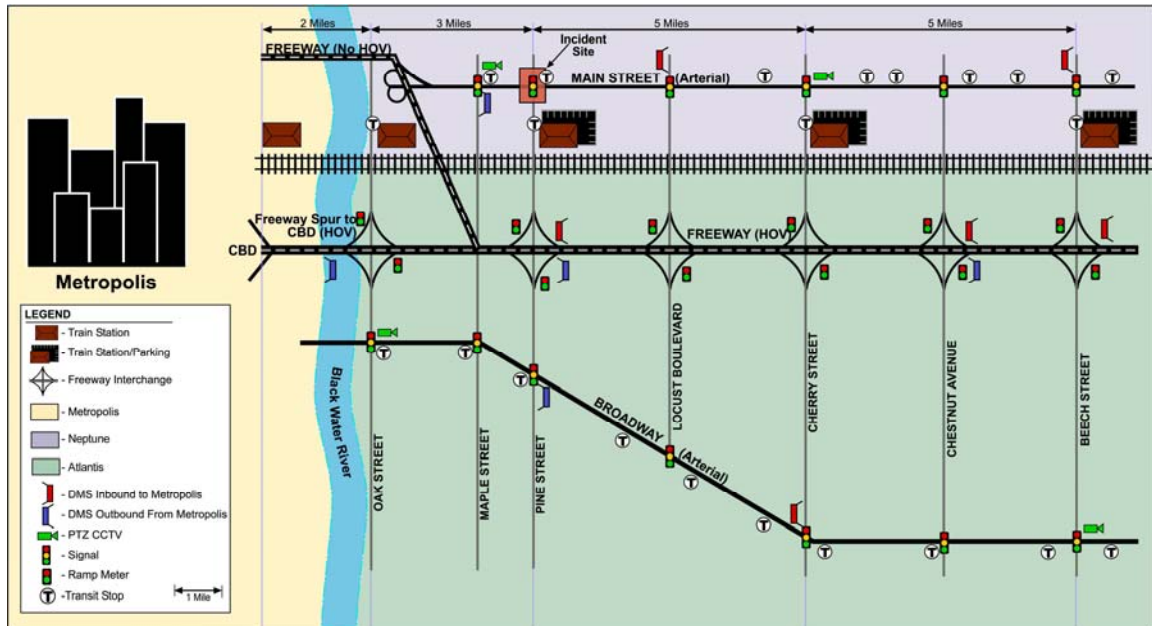 2 Miles
3 Miles
5 Miles
5 Miles
FREEWAY (No HOV)
Incident
Site
MAIN STREET (Arterial)
T
T
T
T
T
T
T
T
T
T
T
T
T
Freeway Spur to
CBD (HOV)
CBD
FREEWAY (HOV)
Metropolis
LEGEND
- Train Station
- Train Station/Parking
- Freeway Interchange
- Metropolis
- Neptune
- Atlantis
- DMS Inbound to Metropolis
- DMS Outbound From Metropolis
- PTZ CCTV
- Signal
- Ramp Meter
T -Transit Stop
1 Mile
Black Water River
OAK STREET
MAPLE STREET
PINE STREET
LOCUST BOULEVARD
CHERRY STREET
CHESTNUT AVENUE
BEECH STREET
BROADWAY
(Arterial)
T
T
T
T
T
T
T
T
T
T